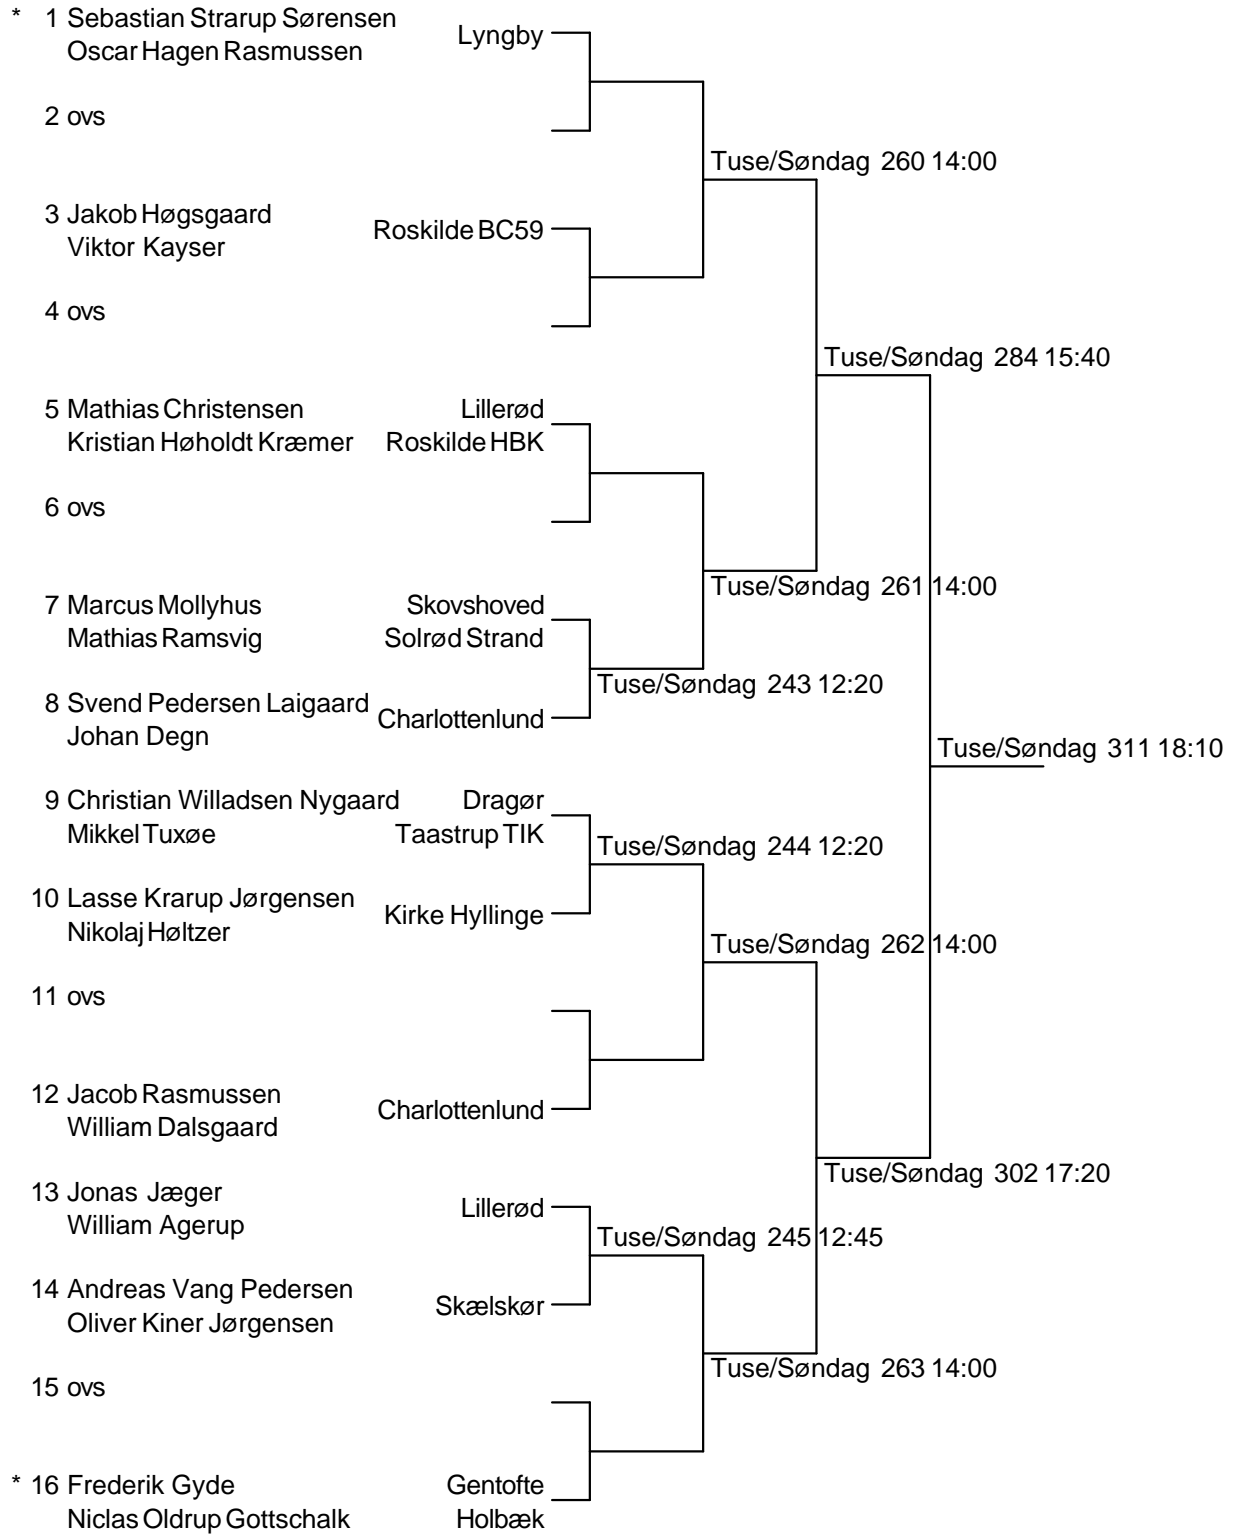 * 1 Sebastian Strarup Sørensen
Lyngby
Oscar Hagen Rasmussen
2 ovs
Tuse/Søndag 260 14:00
3 Jakob Høgsgaard
Roskilde BC59
Viktor Kayser
4 ovs
Tuse/Søndag 284 15:40
5 Mathias Christensen Lillerød
Kristian Høholdt Kræmer Roskilde HBK
6 ovs
Tuse/Søndag 261 14:00
7 Marcus Mollyhus Skovshoved
Mathias Ramsvig Solrød Strand
Tuse/Søndag 243 12:20
8 Svend Pedersen Laigaard
Charlottenlund
Johan Degn
Tuse/Søndag 311 18:10
9 Christian Willadsen Nygaard Dragør
Mikkel Tuxøe Taastrup TIK
Tuse/Søndag 244 12:20
10 Lasse Krarup Jørgensen
Kirke Hyllinge
Nikolaj Høltzer
Tuse/Søndag 262 14:00
11 ovs
12 Jacob Rasmussen
Charlottenlund
William Dalsgaard
Tuse/Søndag 302 17:20
13 Jonas Jæger
Lillerød
William Agerup
Tuse/Søndag 245 12:45
14 Andreas Vang Pedersen
Skælskør
Oliver Kiner Jørgensen
Tuse/Søndag 263 14:00
15 ovs
* 16 Frederik Gyde Gentofte
Niclas Oldrup Gottschalk Holbæk